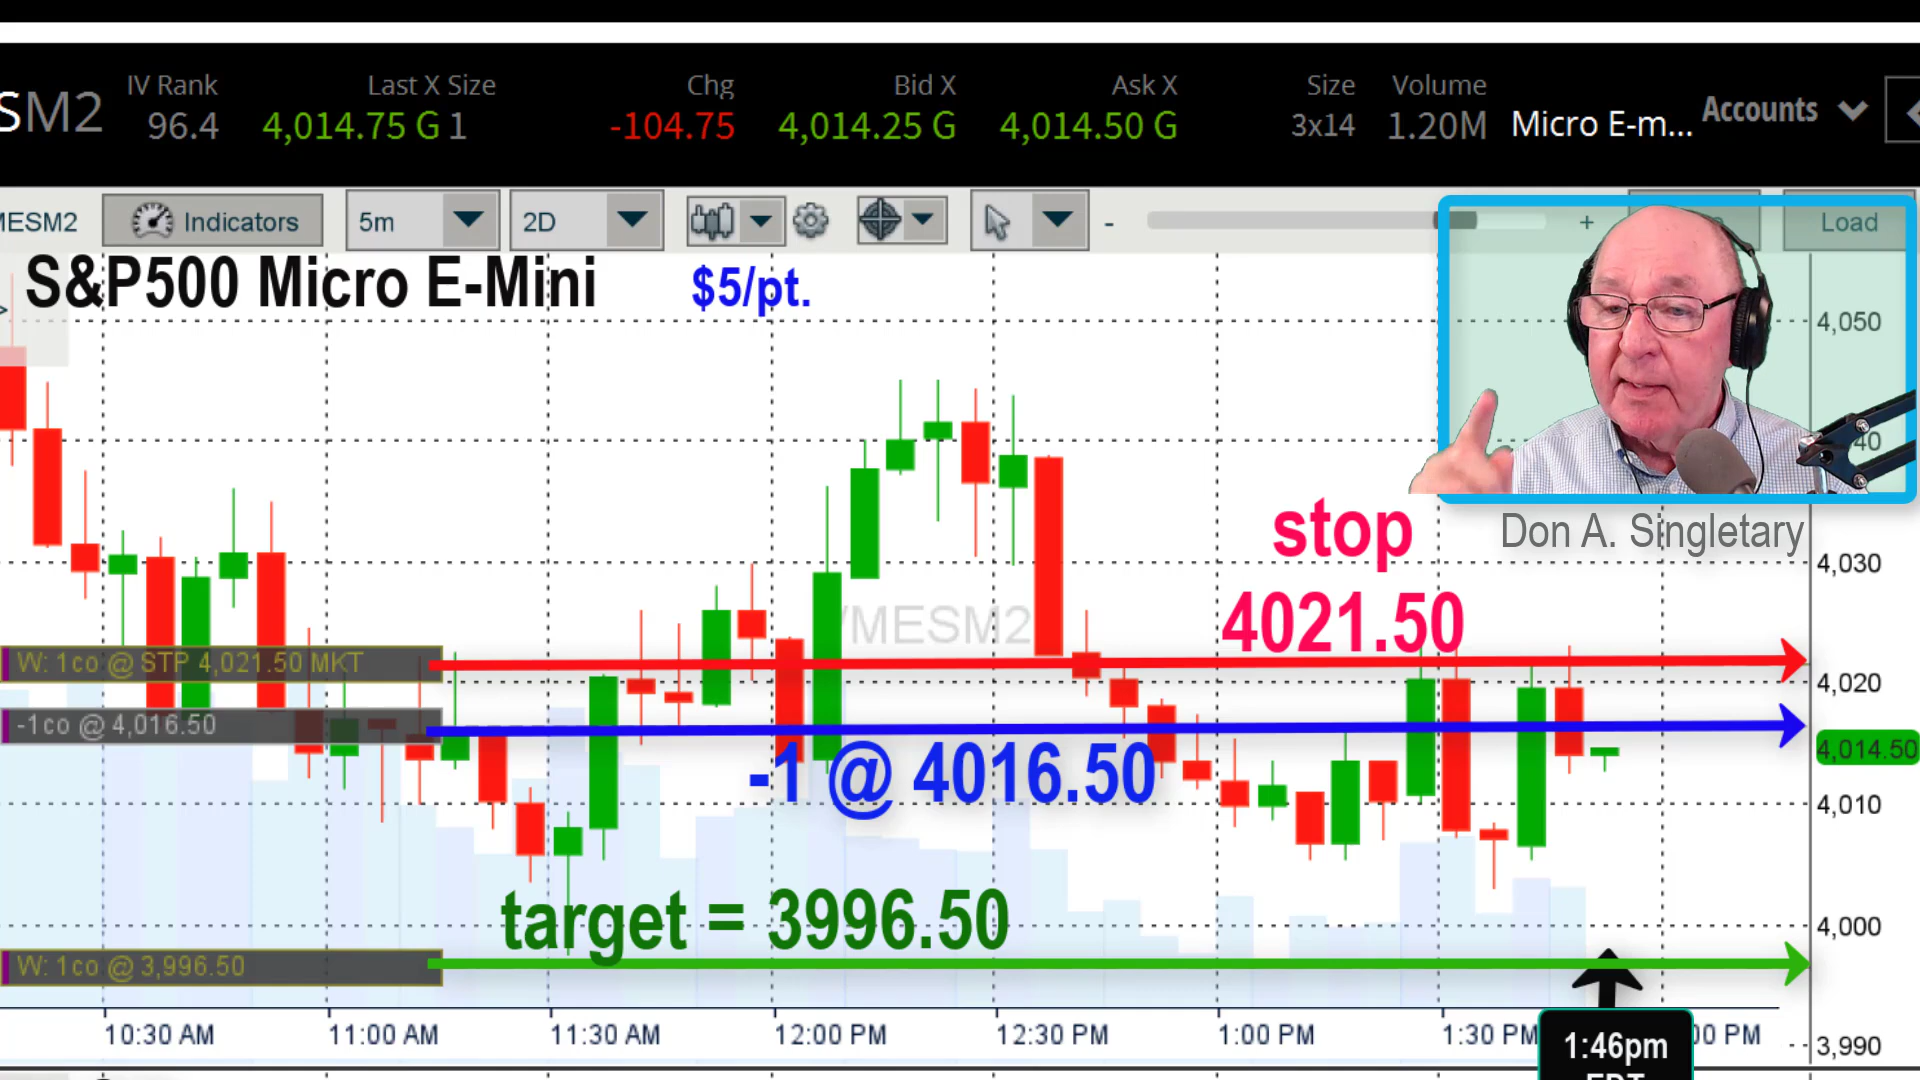 SM2
IV Rank Last X Size Chg Bid X Ask X Size Volume
96.4 4,014.75 G 1 -104.75 4,014.25 G 4,014.50 G 3x14 1.20M Micro E-m... Accounts
MESM2 Indicators 5m 2D - + Load
S&P500 Micro E-Mini $5/pt.
4,050
40
stop
Don A. Singletary
4,030
4021.50
/MESM2
W: 1co @ STP 4,021.50 MKT
4,020
-1co @ 4,016.50
4,014.50
-1 @ 4016.50
4,010
target = 3996.50
4,000
W: 1co @ 3,996.50
10:30 AM 11:00 AM 11:30 AM 12:00 PM 12:30 PM 1:00 PM 1:30 PM 00 PM
3,990
1:46pm
EDT